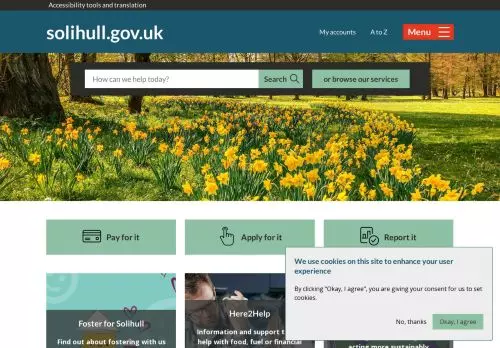 Accessibility tools and translation
solihull.gov.uk
My accounts
A to Z
Menu
How can we help today?
Search
or browse our services
Pay for it
Apply for it
Report it
We use cookies on this site to enhance your user
experience
By clicking "Okay, I agree", you are giving your consent for us to set
cookies.
No, thanks
Okay, I agree
Foster for Solihull
Find out about fostering with us
Here2Help
Information and support t
help with food, fuel or financial
acting more sustainably